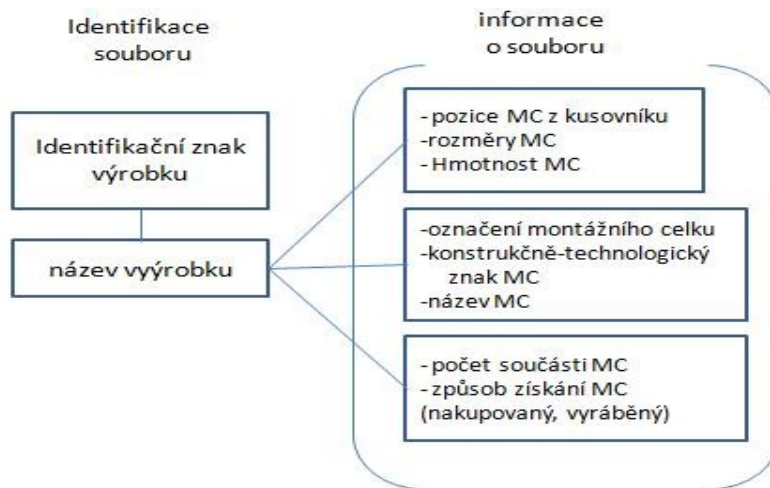 Identifikace
souboru
informace
o souboru
Identifikační znak
výrobku
název vyýrobku
-pozice MC z kusovníku
-rozměry MC
-Hmotnost MC
-označení montážního celku
-konstrukčně-technologický
znak MC
-název MC
-počet součásti MC
-způsob získání MC
(nakupovaný, vyráběný)